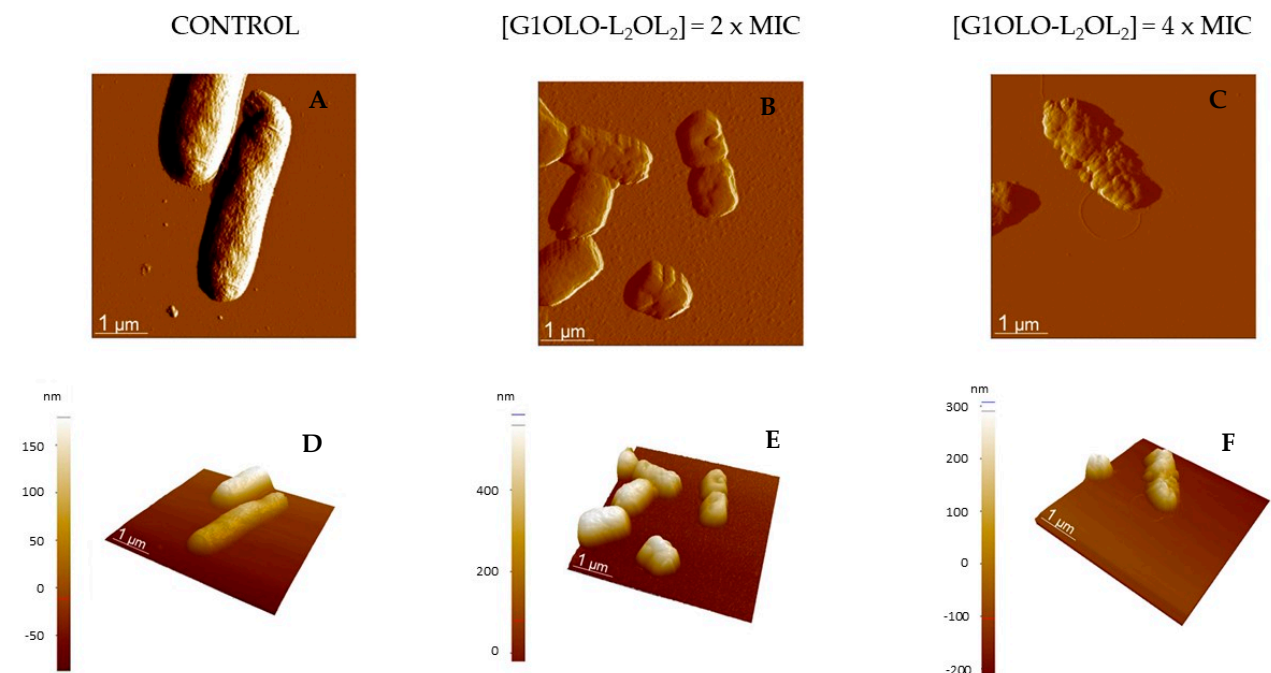 CONTROL
[G1OLO-L₂OL₂] = 2 x MIC
[G1OLO-L₂OL₂] = 4 x MIC
A
B
C
1 µm
1 µm
1 µm
nm
150
100
50
0
-50
D
1 µm
nm
400
200
0
E
1 µm
nm
300
200
100
0
-100
-200
F
1 µm